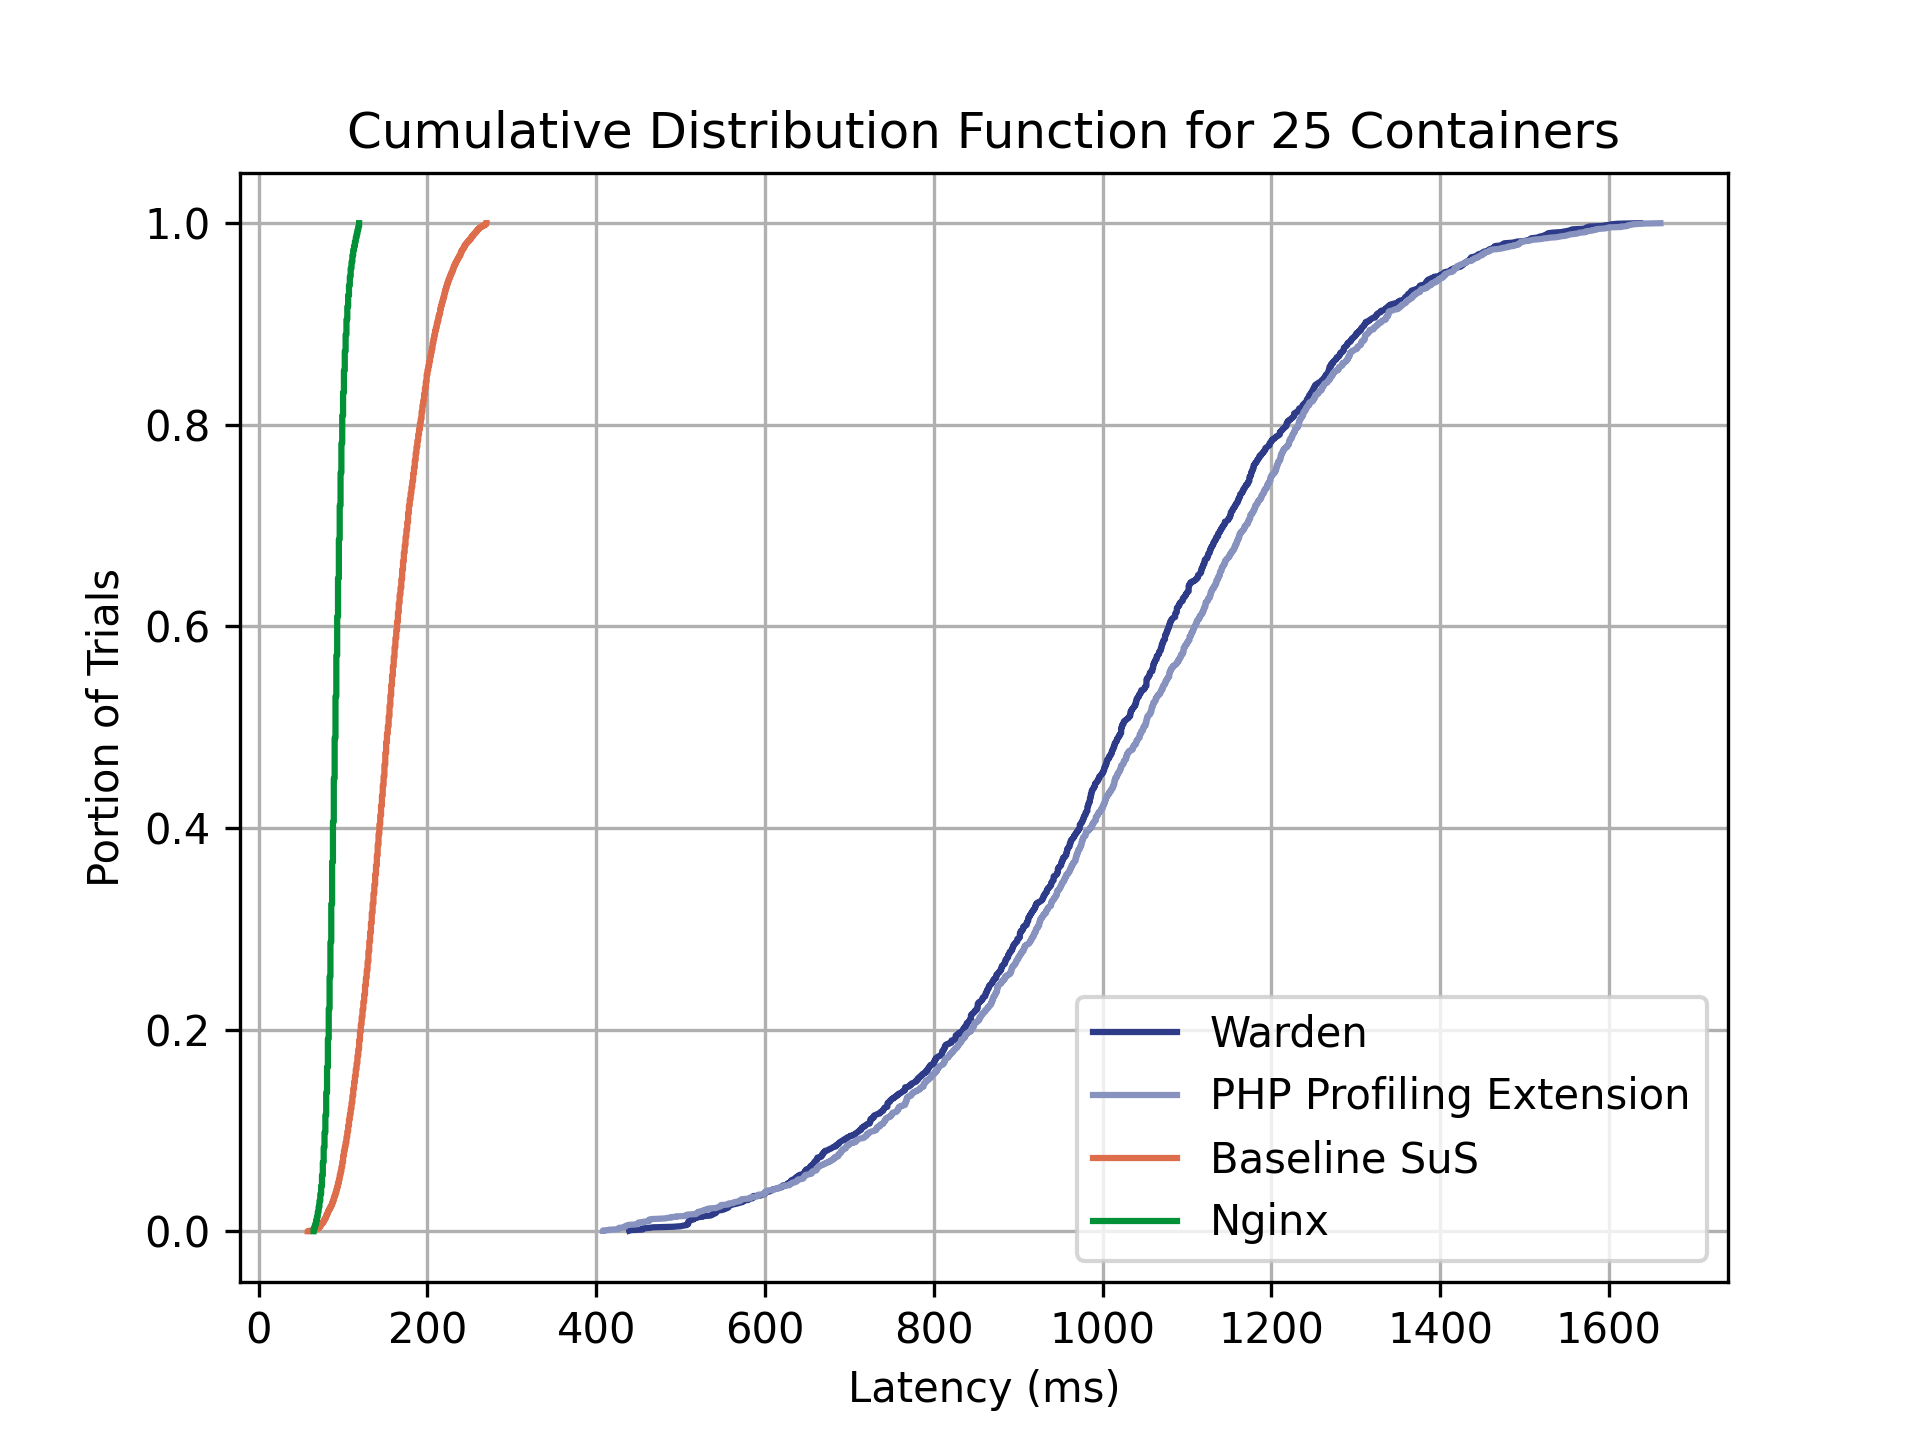 Cumulative Distribution Function for 25 Containers
Portion of Trials
1.0
0.8
0.6
0.4
0.2
0.0
Warden
PHP Profiling Extension
Baseline SuS
Nginx
0 200 400 600 800 1000 1200 1400 1600
Latency (ms)